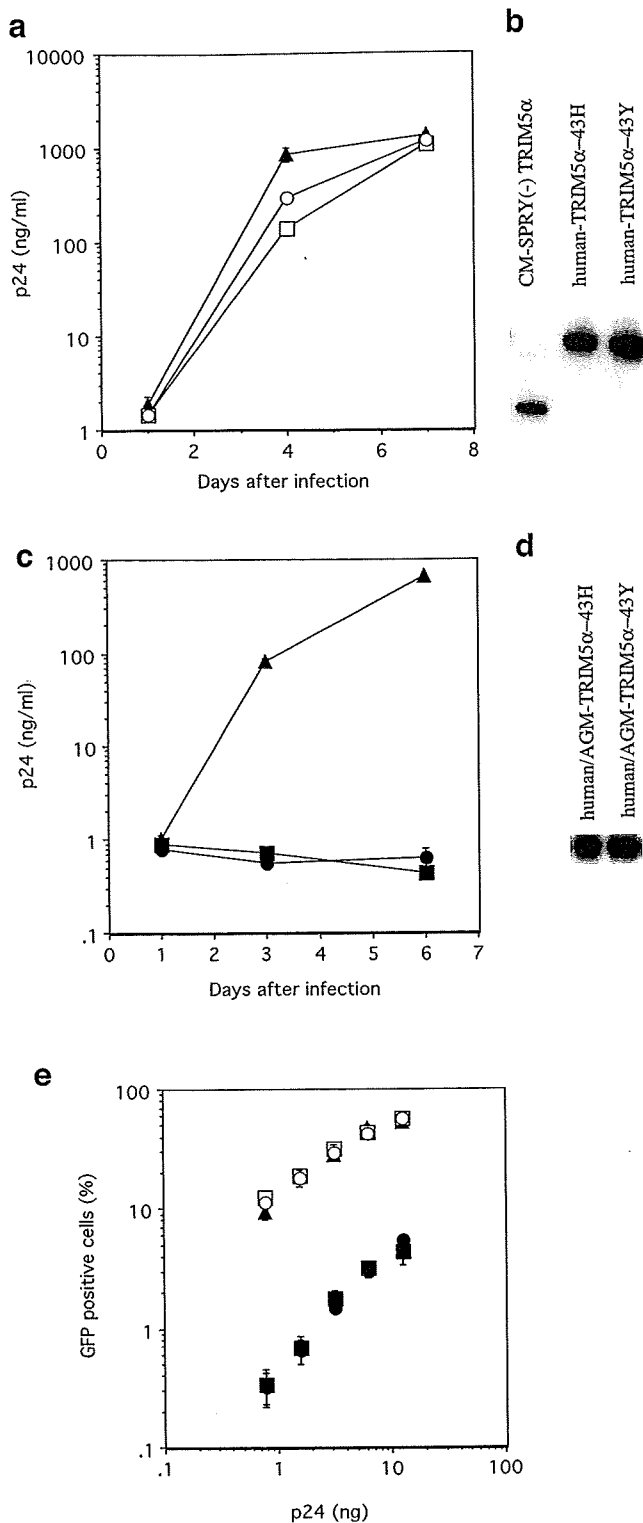 a
10000
1000
100
10
1
p24 (ng/ml)
0
2
4
6
8
Days after infection
b
CM-SPRY(-) TRIM5α
human-TRIM5α-43H
human-TRIM5α-43Y
c
1000
100
10
1
.1
p24 (ng/ml)
0
1
2
3
4
5
6
7
Days after infection
d
human/AGM-TRIM5α-43H
human/AGM-TRIM5α-43Y
e
100
10
1
.1
GFP positive cells (%)
.1
1
10
100
p24 (ng)